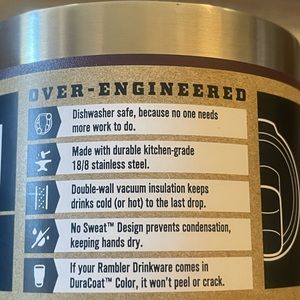 OVER-ENGINEERED
Dishwasher safe, because no one needs
more work to do.
Made with durable kitchen-grade
18/8 stainless steel.
Double-wall vacuum insulation keeps
drinks cold (or hot) to the last drop.
No Sweat™ Design prevents condensation,
keeping hands dry.
If your Rambler Drinkware comes in
DuraCoat™ Color, it won't peel or crack.